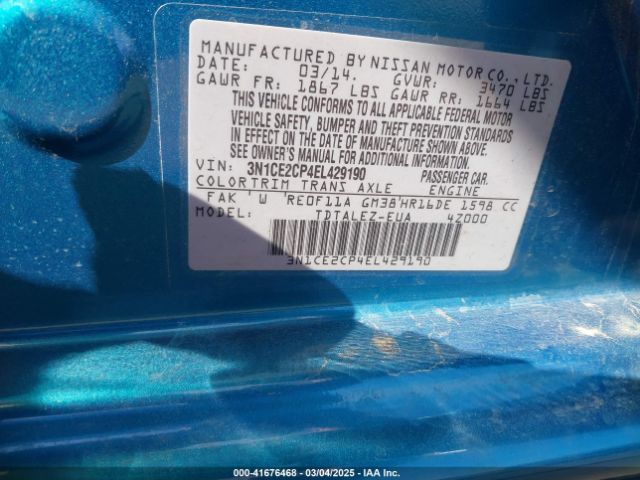 MANUFACTURED BY NISSAN MOTOR CO., LTD.
DATE: 03/14. GVWR: 3470 LBS
GAWR FR: 1867 LBS GAWR RR: 1664 LBS
THIS VEHICLE CONFORMS TO ALL APPLICABLE FEDERAL MOTOR
VEHICLE SAFETY, BUMPER AND THEFT PREVENTION STANDARDS
IN EFFECT ON THE DATE OF MANUFACTURE SHOWN ABOVE.
SEE OWNER'S MANUAL FOR ADDITIONAL INFORMATION.
VIN: 3N1CE2CP4EL429190 PASSENGER CAR.
COLOR TRIM TRANS AXLE ENGINE
FAK ' W 'RE0F11A GM38'HR16DE 1598 CC
MODEL: TDTALEZ-EUA 4Z000
3N1CE2CP4EL429190
000-41676468 - 03/04/2025 - IAA Inc.